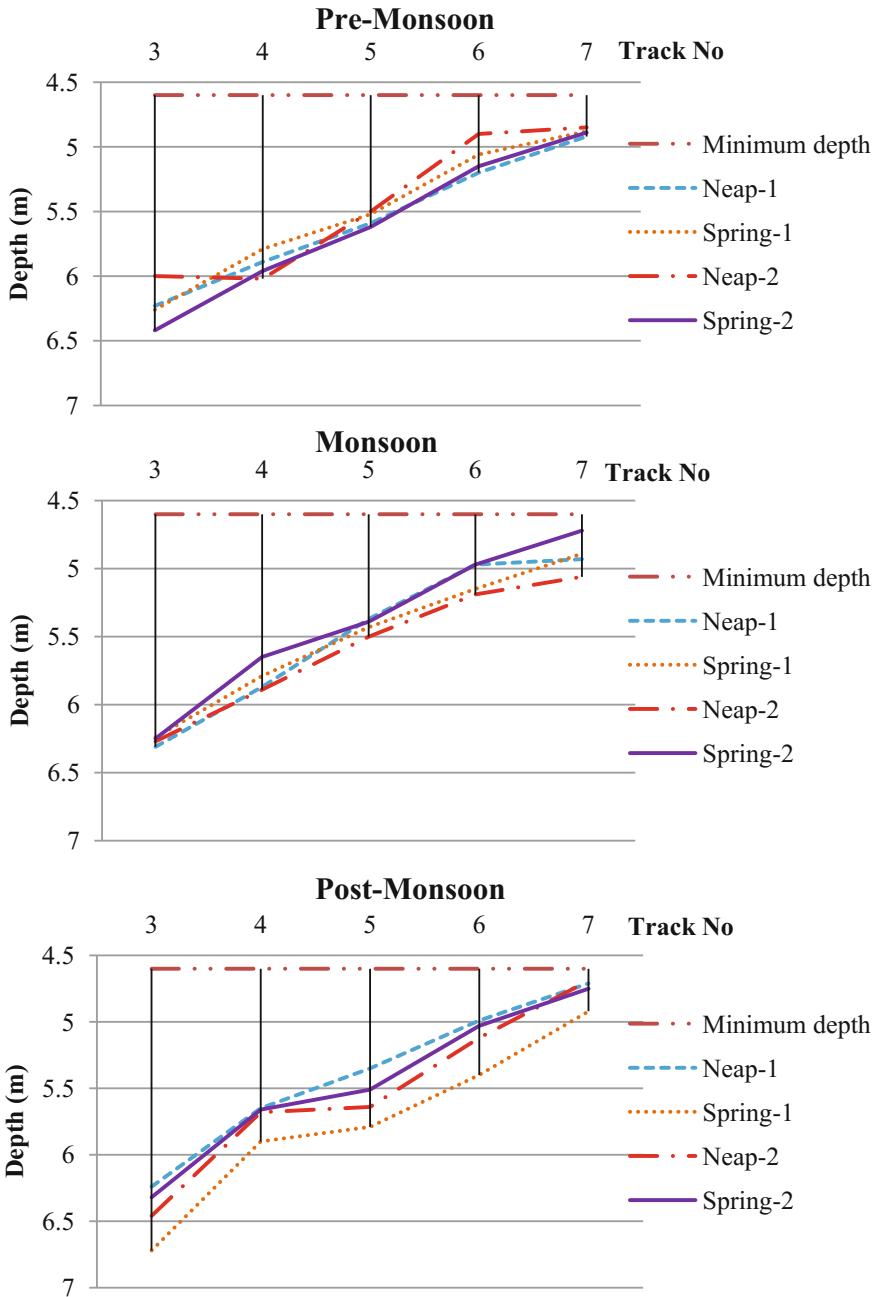 Pre-Monsoon
3 4 5 6 7 Track No
4.5
5
5.5
6
6.5
7
Depth (m)
Minimum depth
Neap-1
Spring-1
Neap-2
Spring-2
Monsoon
3 4 5 6 7 Track No
4.5
5
5.5
6
6.5
7
Depth (m)
Minimum depth
Neap-1
Spring-1
Neap-2
Spring-2
Post-Monsoon
3 4 5 6 7 Track No
4.5
5
5.5
6
6.5
7
Depth (m)
Minimum depth
Neap-1
Spring-1
Neap-2
Spring-2